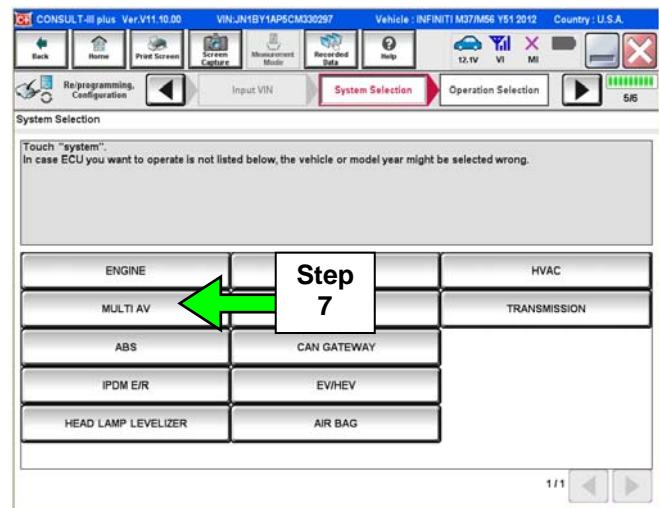 CONSULT-III plus Ver.V11.10.00 VIN:JN1BY1AP5CM330297 Vehicle : INFINITI M37/M56 Y51 2012 Country : U.S.A.
Back Home Print Screen Screen Capture Measurement Mode Recorded Data Help 12.1V VI MI
Re/programming, Configuration Input VIN System Selection Operation Selection 5/6
System Selection
Touch "system".
In case ECU you want to operate is not listed below, the vehicle or model year might be selected wrong.
ENGINE HVAC
Step
7
MULTI AV TRANSMISSION
ABS CAN GATEWAY
IPDM E/R EV/HEV
HEAD LAMP LEVELIZER AIR BAG
1/1